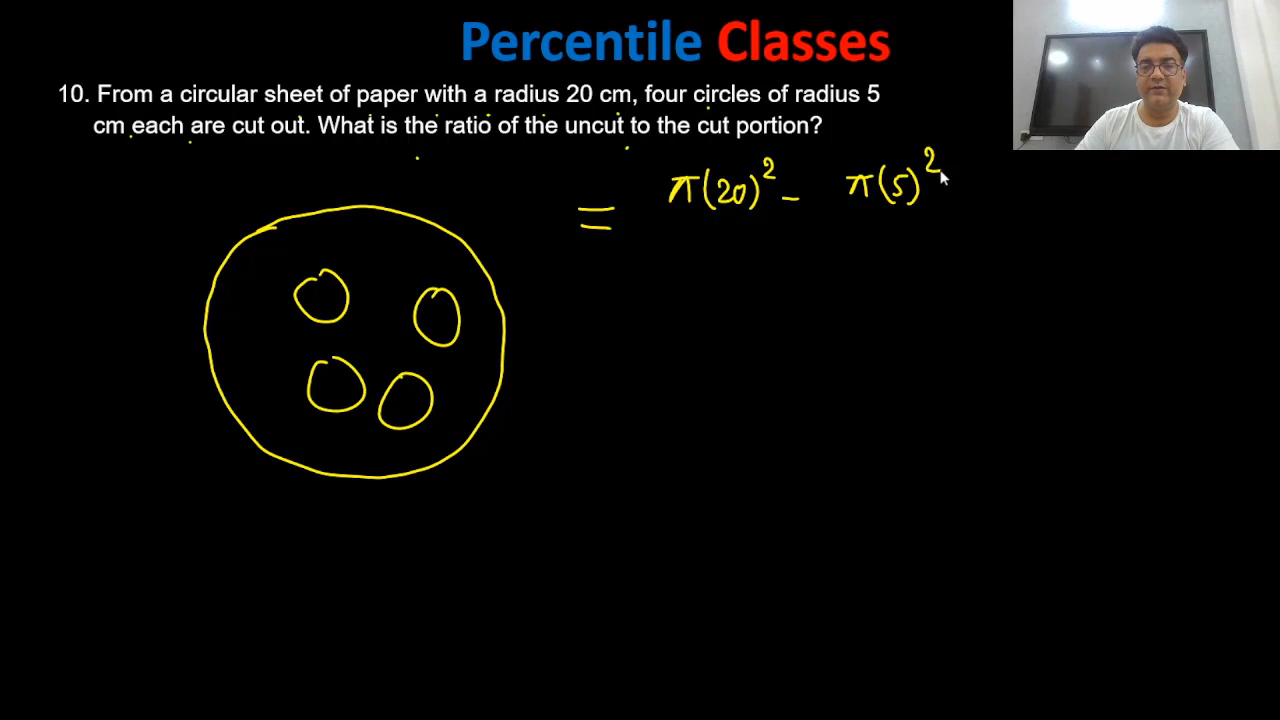 Percentile Classes
10. From a circular sheet of paper with a radius 20 cm, four circles of radius 5
cm each are cut out. What is the ratio of the uncut to the cut portion?
= π(20)² - π(5)²